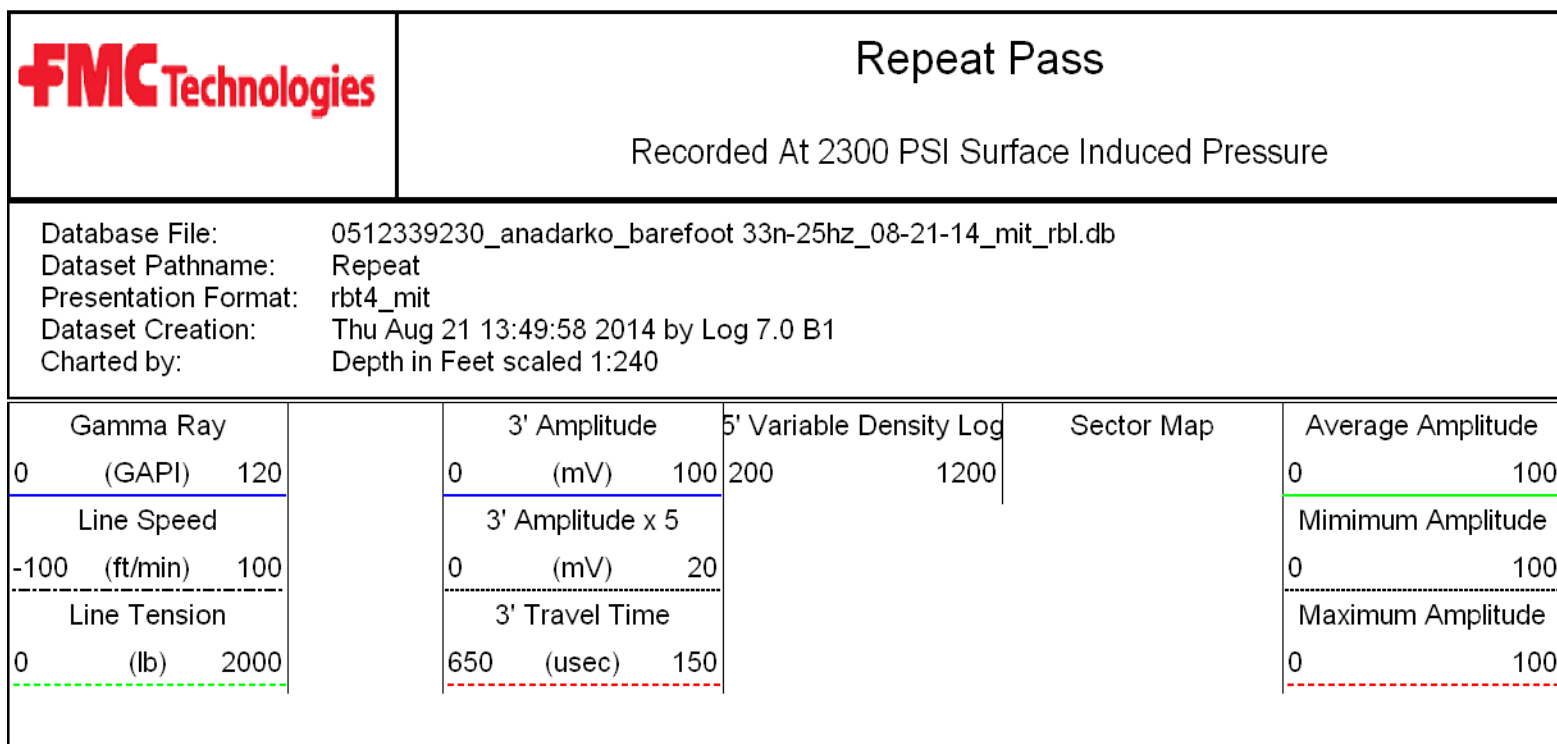 FMC Technologies
Repeat Pass
Recorded At 2300 PSI Surface Induced Pressure
Database File: 0512339230_anadarko_barefoot 33n-25hz_08-21-14_mit_rbl.db
Dataset Pathname: Repeat
Presentation Format: rbt4_mit
Dataset Creation: Thu Aug 21 13:49:58 2014 by Log 7.0 B1
Charted by: Depth in Feet scaled 1:240
Gamma Ray 3' Amplitude 5' Variable Density Log Sector Map Average Amplitude
0 (GAPI) 120 0 (mV) 100 200 1200 0 100
Line Speed 3' Amplitude x 5 Mimimum Amplitude
-100 (ft/min) 100 0 (mV) 20 0 100
Line Tension 3' Travel Time Maximum Amplitude
0 (lb) 2000 650 (usec) 150 0 100